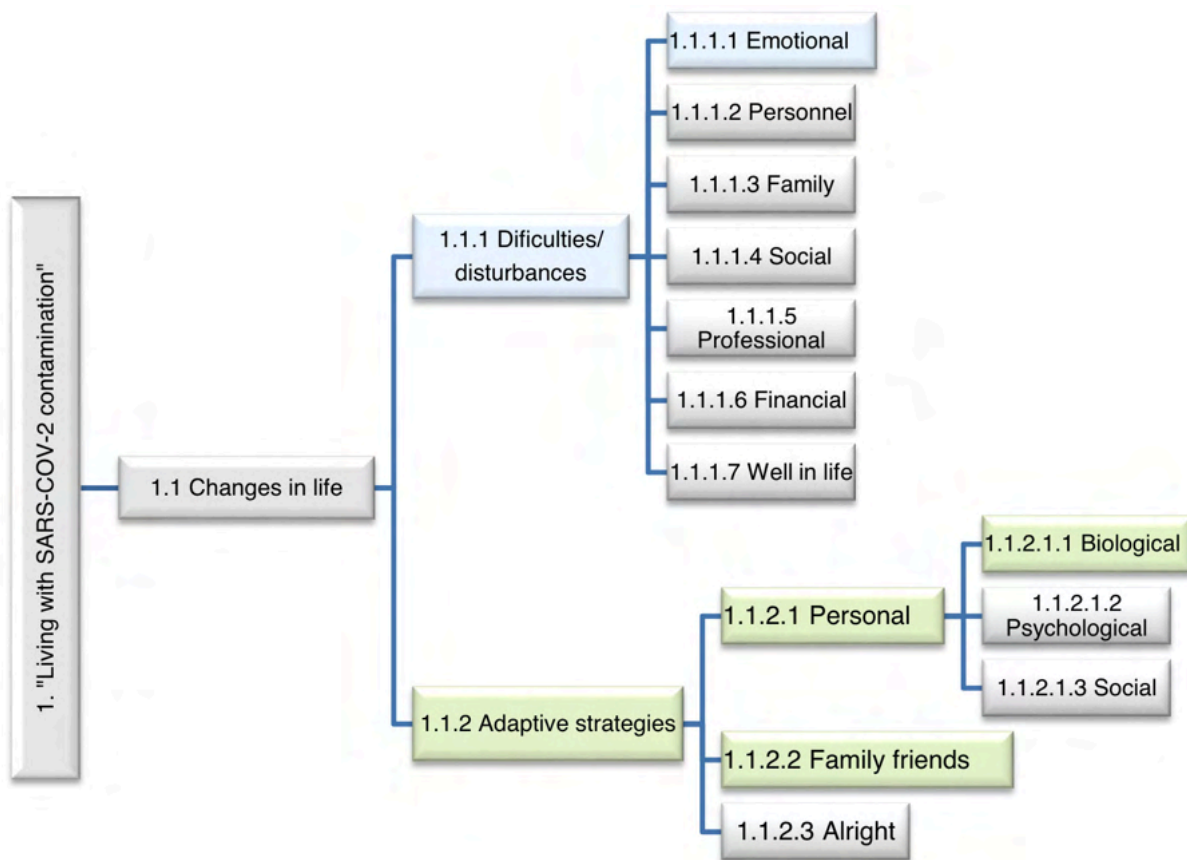 1. "Living with SARS-COV-2 contamination"
1.1 Changes in life
1.1.1 Dificulties/
disturbances
1.1.1.1 Emotional
1.1.1.2 Personnel
1.1.1.3 Family
1.1.1.4 Social
1.1.1.5
Professional
1.1.1.6 Financial
1.1.1.7 Well in life
1.1.2 Adaptive strategies
1.1.2.1 Personal
1.1.2.1.1 Biological
1.1.2.1.2
Psychological
1.1.2.1.3 Social
1.1.2.2 Family friends
1.1.2.3 Alright